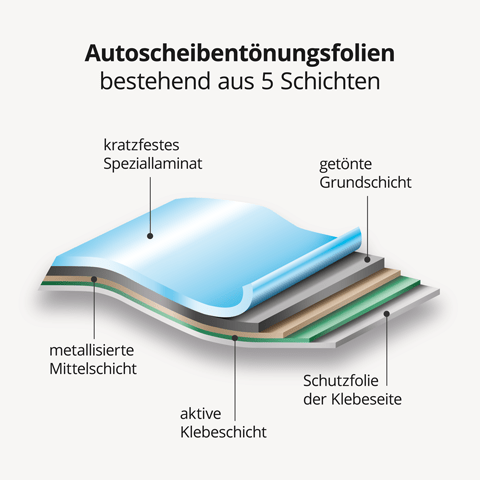 Autoscheibentönungsfolien
bestehend aus 5 Schichten
kratzfestes
Speziallaminat
getönte
Grundschicht
metallisierte
Mittelschicht
Schutzfolie
der Klebeseite
aktive
Klebeschicht